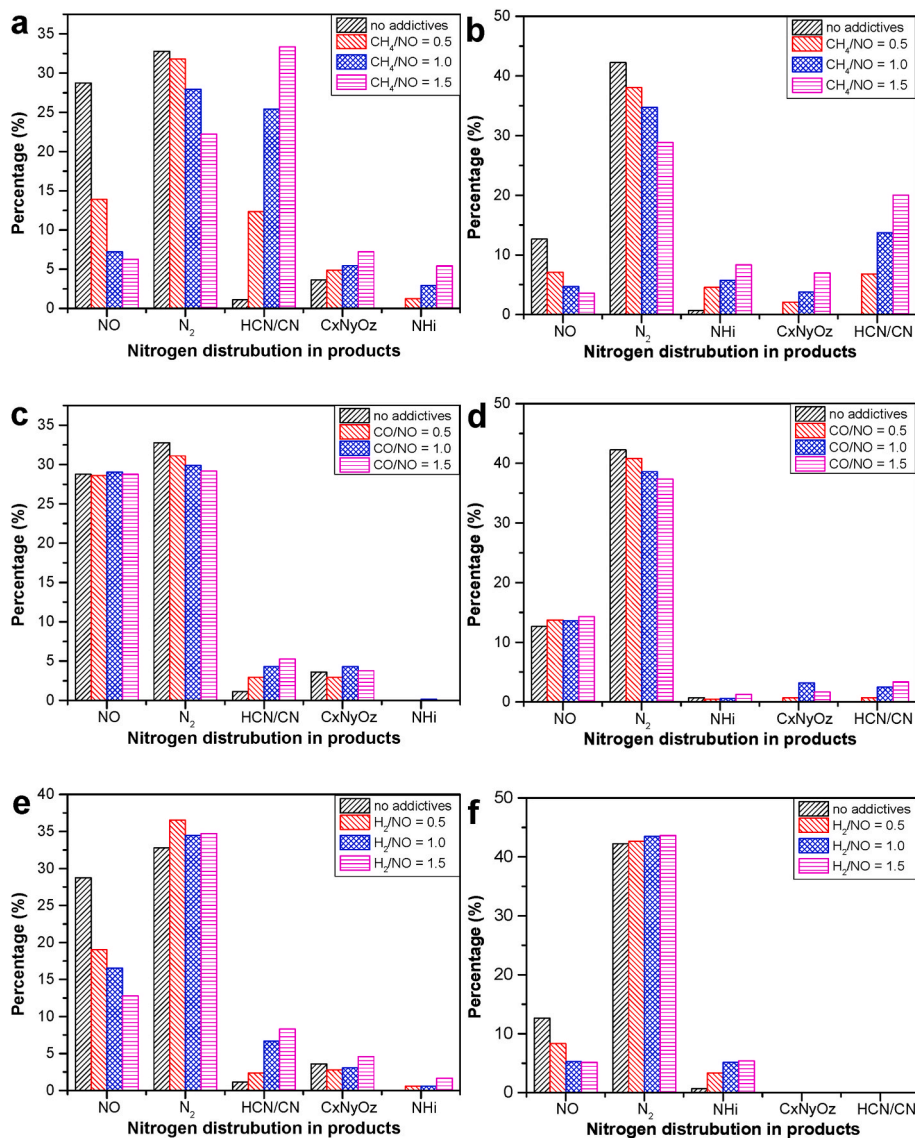 a
no addictives
CH₄/NO = 0.5
CH₄/NO = 1.0
CH₄/NO = 1.5
35
30
25
20
15
10
5
0
Percentage (%)
NO N₂ HCN/CN CxNyOz NHi
Nitrogen distrubution in products
b
no addictives
CH₄/NO = 0.5
CH₄/NO = 1.0
CH₄/NO = 1.5
50
40
30
20
10
0
Percentage (%)
NO N₂ NHi CxNyOz HCN/CN
Nitrogen distrubution in products
c
no addictives
CO/NO = 0.5
CO/NO = 1.0
CO/NO = 1.5
35
30
25
20
15
10
5
0
Percentage (%)
NO N₂ HCN/CN CxNyOz NHi
Nitrogen distrubution in products
d
no addictives
CO/NO = 0.5
CO/NO = 1.0
CO/NO = 1.5
50
40
30
20
10
0
Percentage (%)
NO N₂ NHi CxNyOz HCN/CN
Nitrogen distrubution in products
e
no addictives
H₂/NO = 0.5
H₂/NO = 1.0
H₂/NO = 1.5
40
35
30
25
20
15
10
5
0
Percentage (%)
NO N₂ HCN/CN CxNyOz NHi
Nitrogen distrubution in products
f
no addictives
H₂/NO = 0.5
H₂/NO = 1.0
H₂/NO = 1.5
50
40
30
20
10
0
Percentage (%)
NO N₂ NHi CxNyOz HCN/CN
Nitrogen distrubution in products